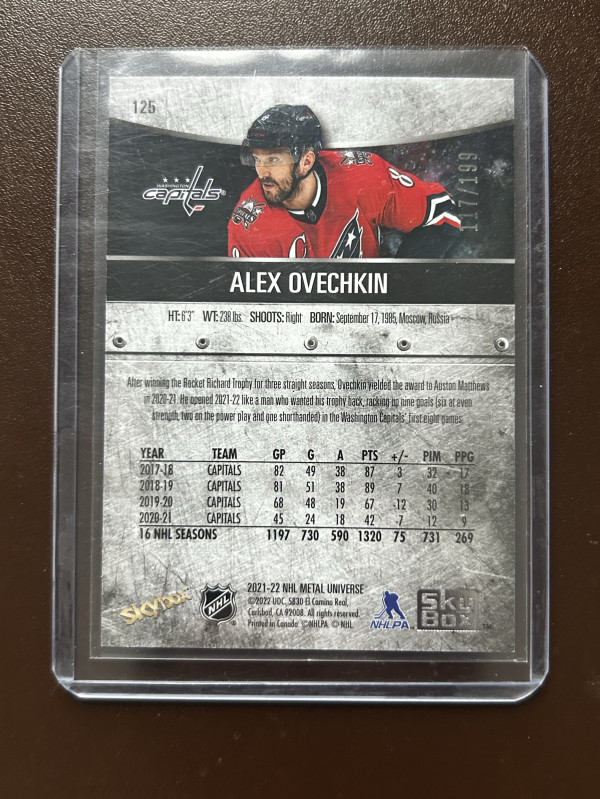 125
WASHINGTON
capitals
117/199
ALEX OVECHKIN
HT: 6'3" WT: 238 lbs. SHOOTS: Right BORN: September 17, 1985, Moscow, Russia
After winning the Rocket Richard Trophy for three straight seasons, Ovechkin yielded the award to Auston Matthews
in 2020-21. He opened 2021-22 like a man who wanted his trophy back, racking up nine goals (six at even
strength, two on the power play and one shorthanded) in the Washington Capitals' first eight games.
YEAR TEAM GP G A PTS +/- PIM PPG
2017-18 CAPITALS 82 49 38 87 3 32 17
2018-19 CAPITALS 81 51 38 89 7 40 18
2019-20 CAPITALS 68 48 19 67 -12 30 13
2020-21 CAPITALS 45 24 18 42 -7 12 9
16 NHL SEASONS 1197 730 590 1320 75 731 269
SKYbox
NHL
2021-22 NHL METAL UNIVERSE
©2022 UDC. 5830 El Camino Real,
Carlsbad, CA 92008. All rights reserved.
Printed in Canada. ©NHLPA. © NHL
NHLPA
SkyBox